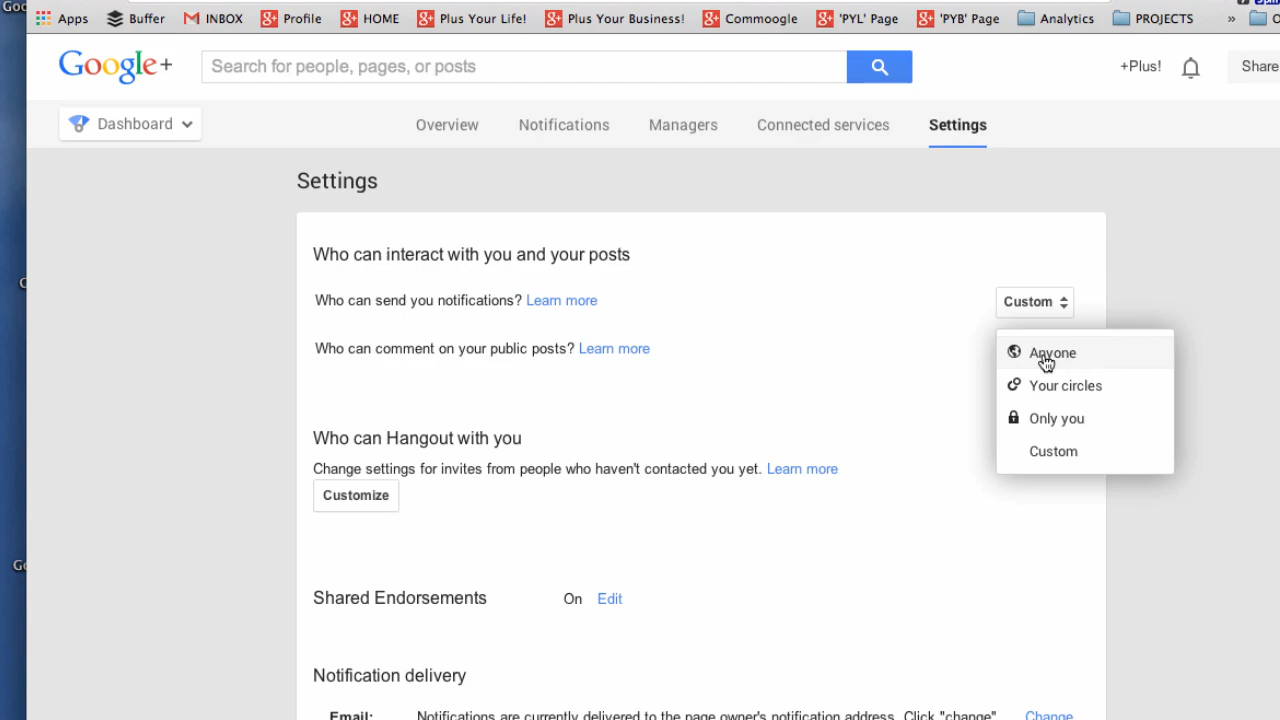 Goo
Apps Buffer INBOX Profile HOME Plus Your Life! Plus Your Business! Commoogle 'PYL' Page 'PYB' Page Analytics PROJECTS »
Google+ Search for people, pages, or posts +Plus! Share
Dashboard Overview Notifications Managers Connected services Settings
Settings
Who can interact with you and your posts
Who can send you notifications? Learn more Custom
Who can comment on your public posts? Learn more
Anyone
Your circles
Only you
Custom
Who can Hangout with you
Change settings for invites from people who haven't contacted you yet. Learn more
Customize
Shared Endorsements On Edit
Notification delivery
Email: Notifications are currently delivered to the page owner's notification address. Click "change" Change